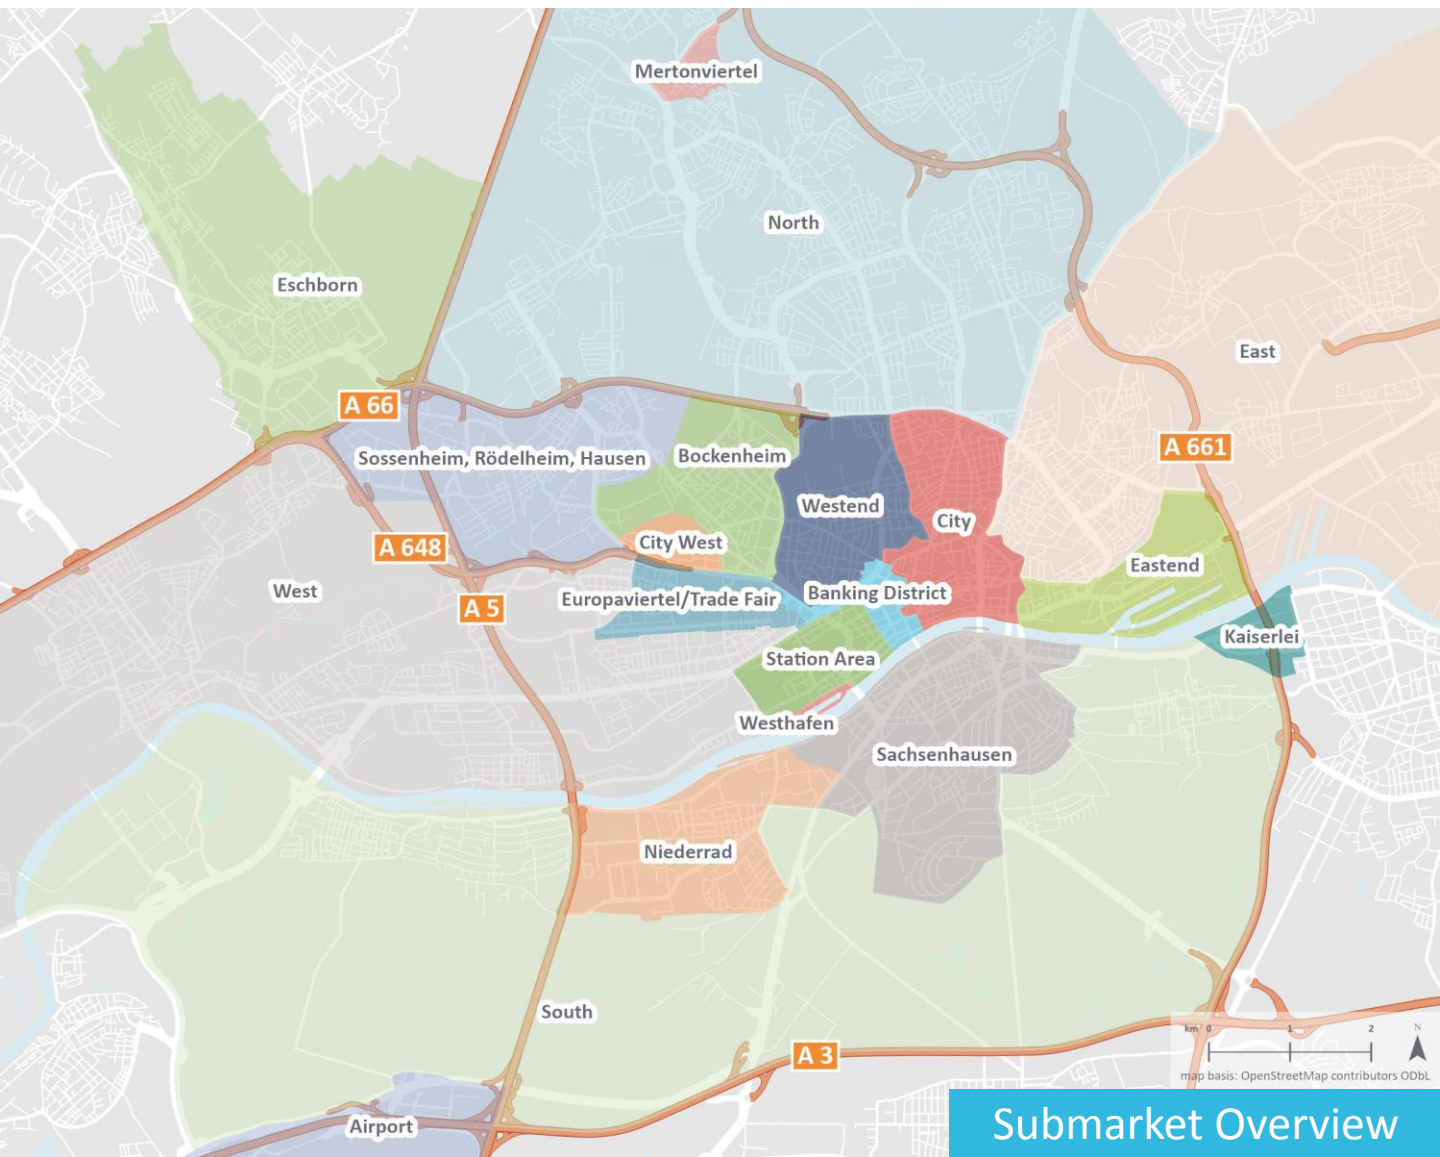 Mertonviertel
North
Eschborn
East
A 66
A 661
Sossenheim, Rödelheim, Hausen
Bockenheim
Westend
City
A 648
City West
Eastend
West
A 5
Europaviertel/Trade Fair
Banking District
Kaiserlei
Station Area
Westhafen
Sachsenhausen
Niederrad
South
A 3
km 0 1 2 N
map basis: OpenStreetMap contributors ODbL
Airport
Submarket Overview